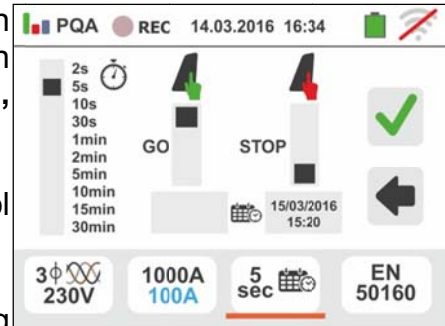 PQA REC 14.03.2016 16:34
2s
5s
10s
30s
1min
2min
5min
10min
15min
30min
GO
STOP
15/03/2016
15:20
3ϕ
230V
1000A
100A
5
sec
EN
50160